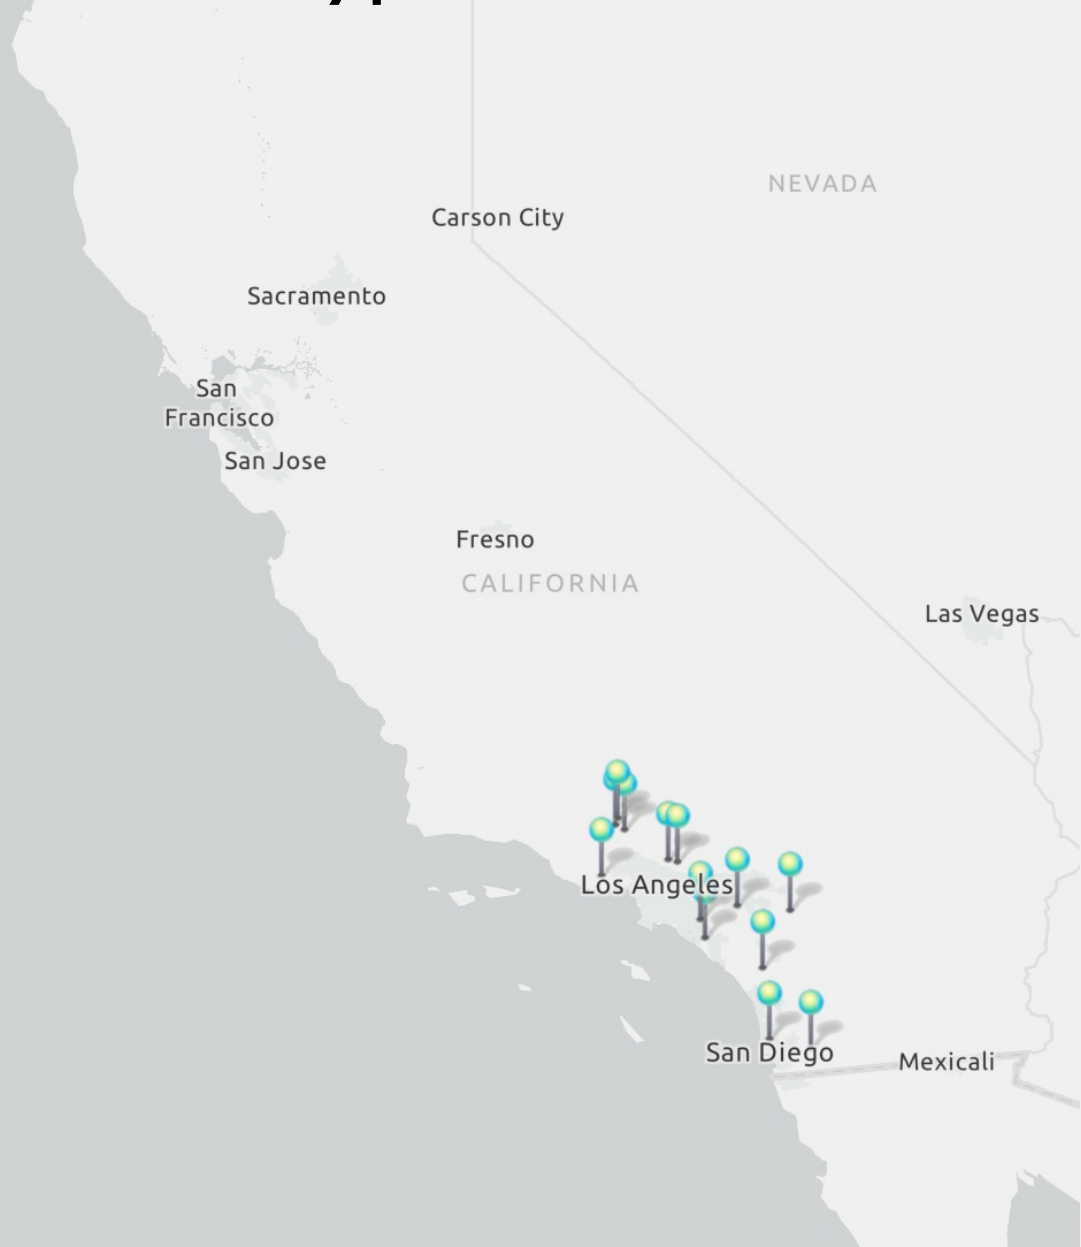 NEVADA
Carson City
Sacramento
San
Francisco
San Jose
Fresno
CALIFORNIA
Las Vegas
Los Angeles
San Diego
Mexicali